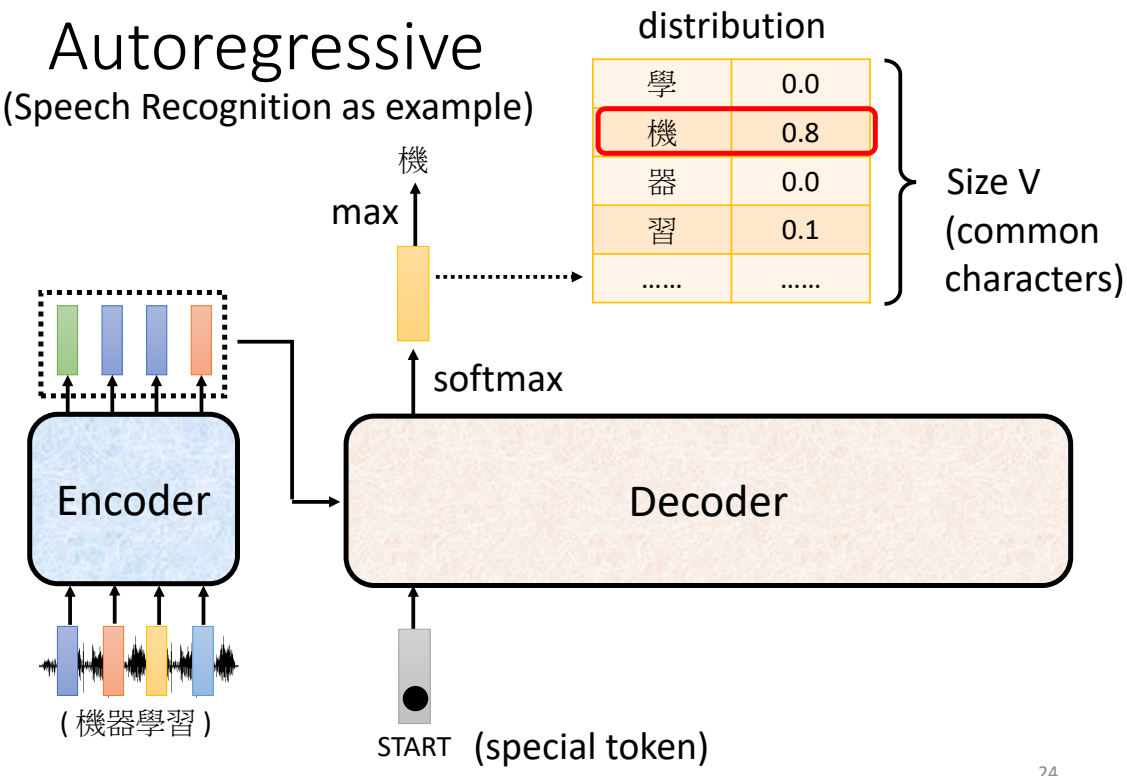 Autoregressive
(Speech Recognition as example)
distribution
學 0.0
機 0.8
器 0.0
習 0.1
...... ......
Size V
(common
characters)
機
max
softmax
Encoder
Decoder
( 機器學習 )
START (special token)
24